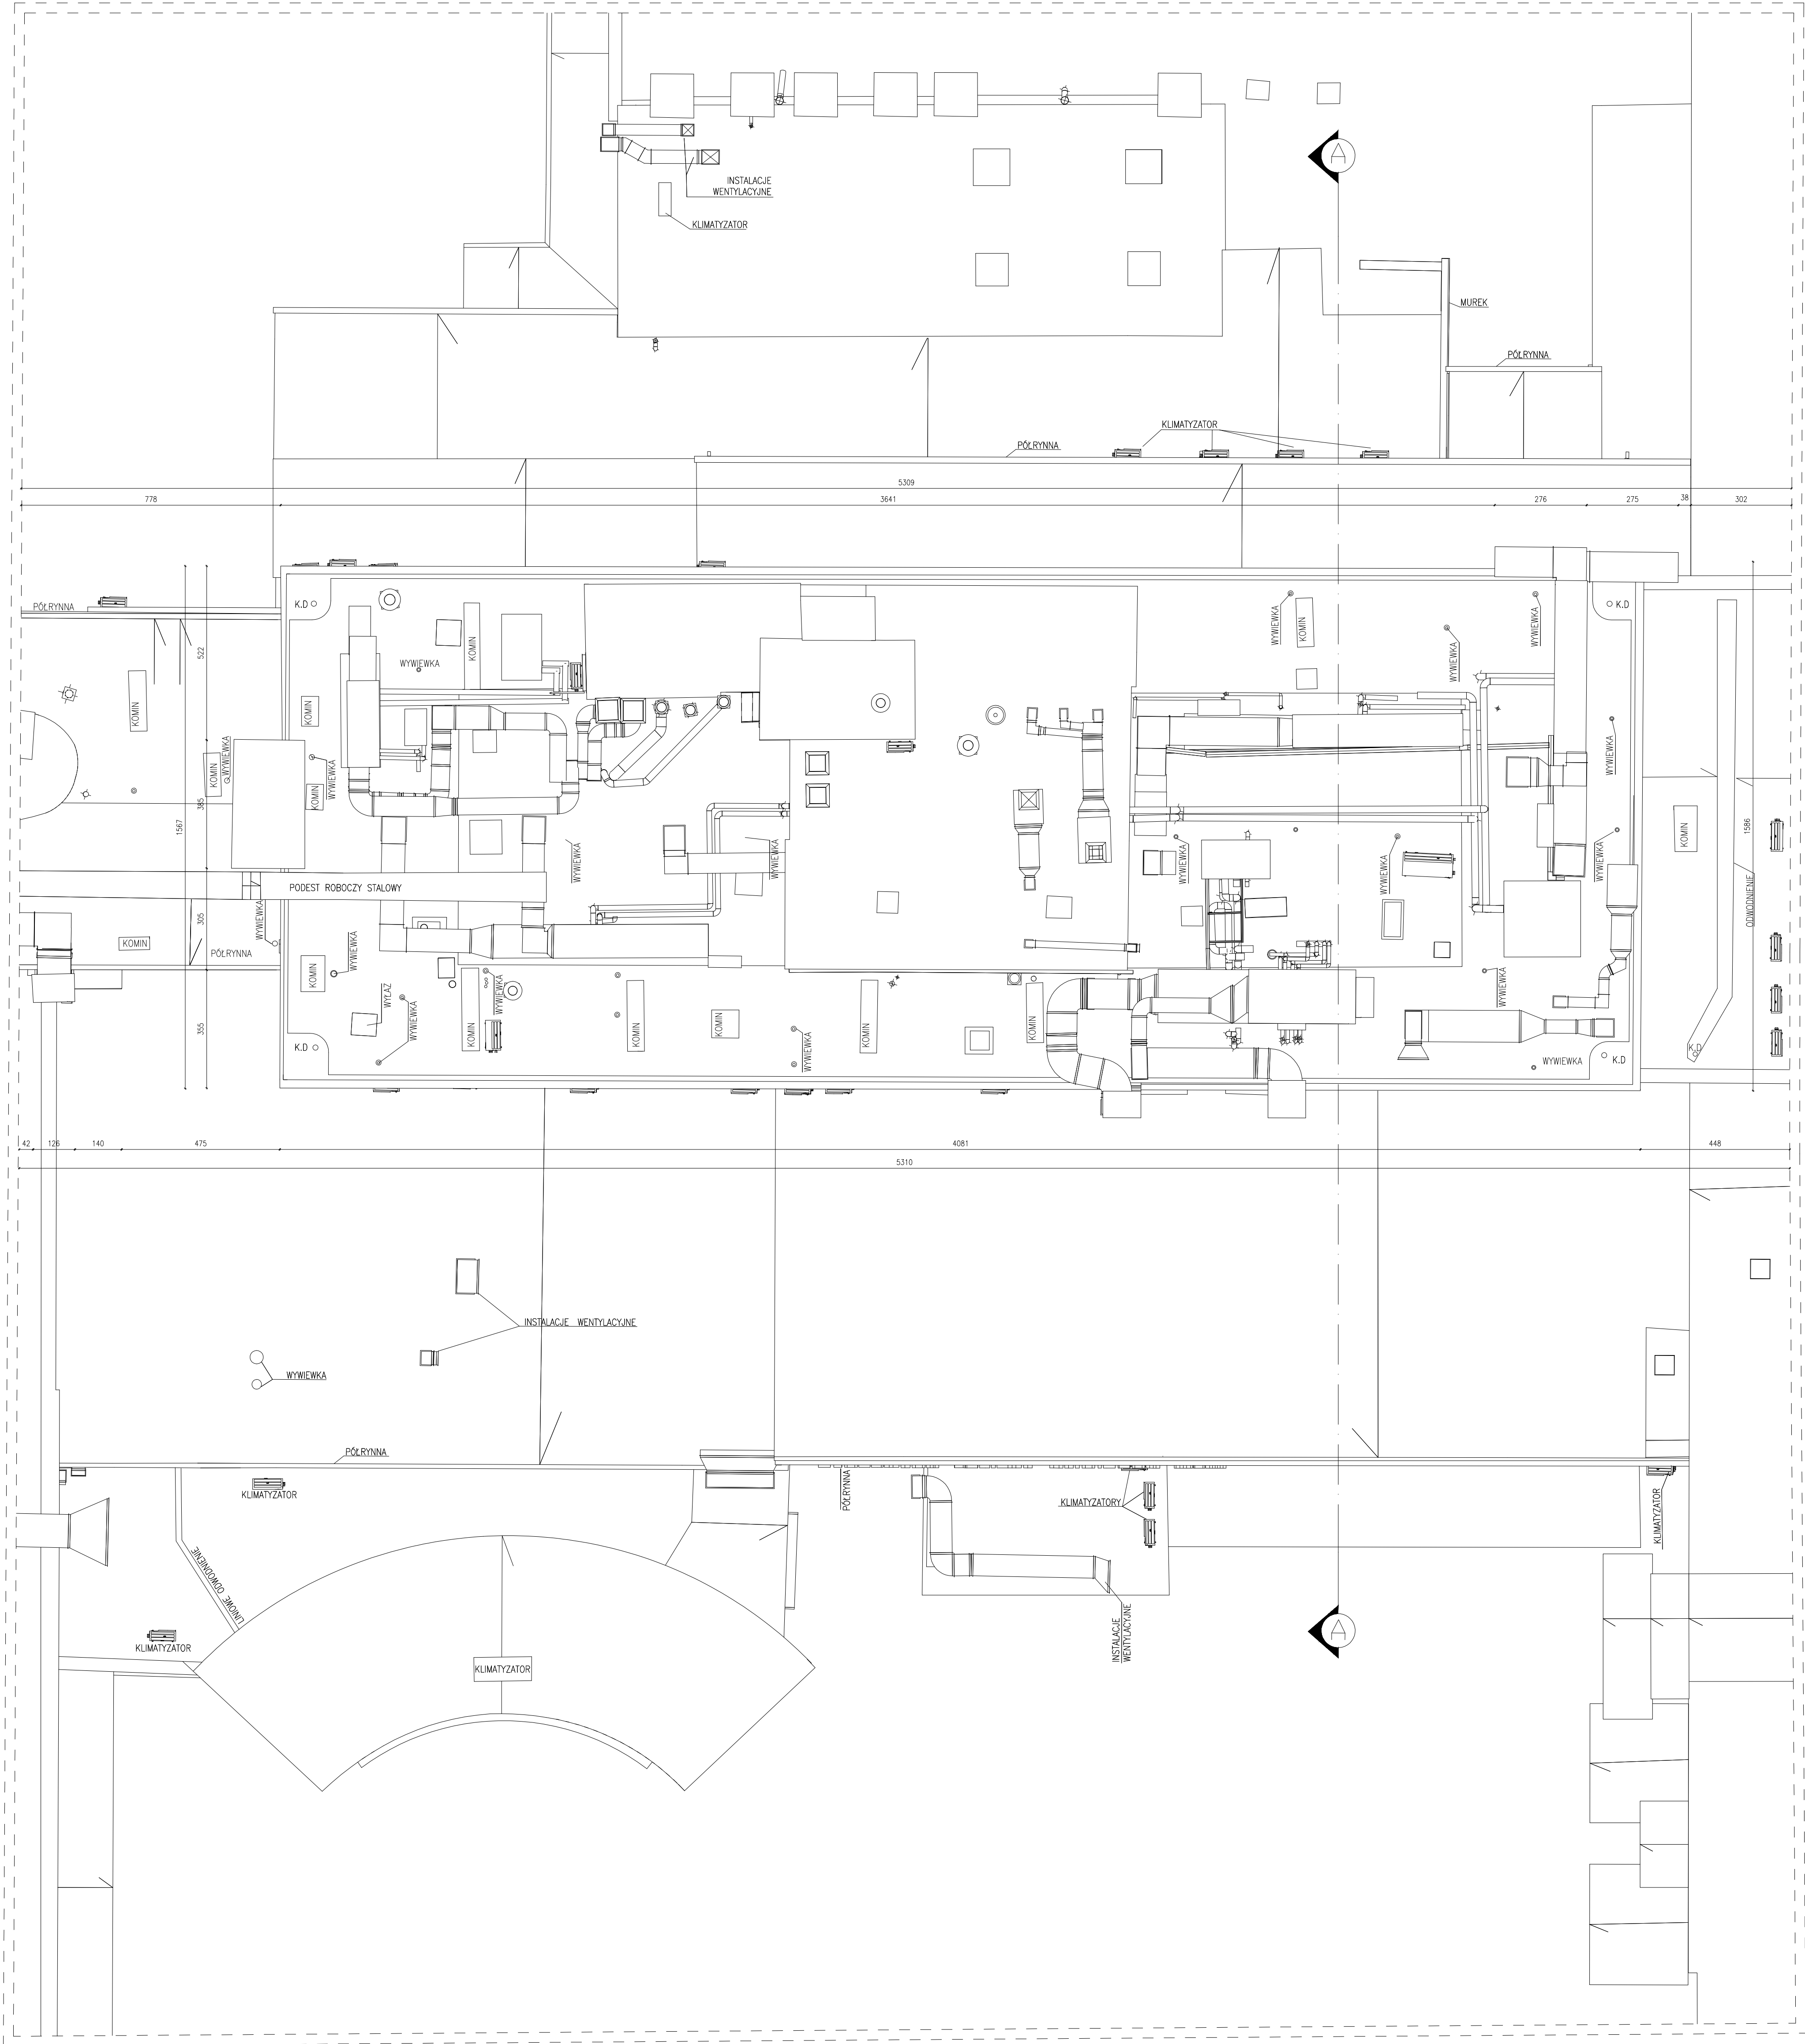 A
INSTALACJE
WENTYLACYJNE
KLIMATYZATOR
MUREK
PÓŁRYNNA
KLIMATYZATOR
PÓŁRYNNA
5309
778
3641
276
275
38
302
PÓŁRYNNA
K.D
K.D
WYWIEWKA
KOMIN
WYWIEWKA
KOMIN
WYWIEWKA
WYWIEWKA
522
KOMIN
KOMIN
WYWIEWKA
KOMIN
WYWIEWKA
WYWIEWKA
KOMIN
385
1567
1586
KOMIN
WYWIEWKA
WYWIEWKA
WYWIEWKA
WYWIEWKA
WYWIEWKA
PODEST ROBOCZY STALOWY
ODWODNIENIE
305
WYWIEWKA
KOMIN
PÓŁRYNNA
WYWIEWKA
KOMIN
WYŁAZ
WYWIEWKA
WYWIEWKA
KOMIN
KOMIN
KOMIN
KOMIN
KOMIN
WYWIEWKA
WYWIEWKA
355
K.D
K.D
WYWIEWKA
K.D
42
126
140
475
4081
448
5310
INSTALACJE WENTYLACYJNE
WYWIEWKA
PÓŁRYNNA
KLIMATYZATOR
PÓŁRYNNA
KLIMATYZATORY
KLIMATYZATOR
LINIOWE ODWODNIENIE
KLIMATYZATOR
INSTALACJE
WENTYLACYJNE
A
KLIMATYZATOR